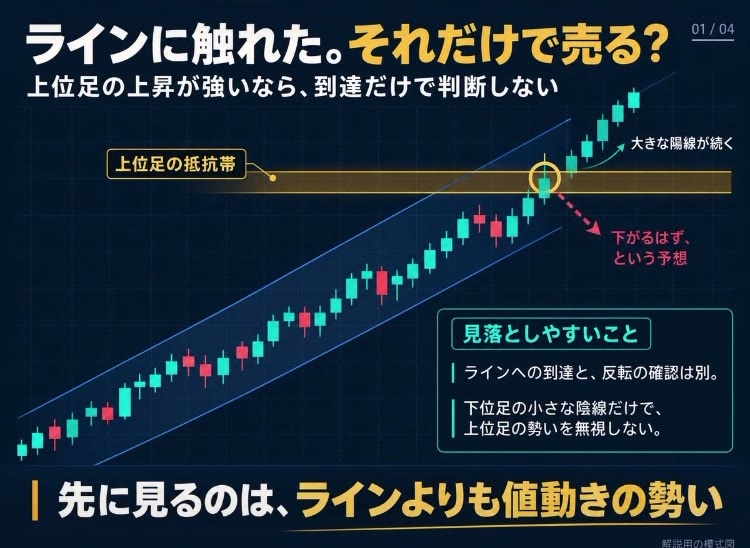 ラインに触れた。それだけで売る?
01 / 04
上位足の上昇が強いなら、到達だけで判断しない
大きな陽線が続く
上位足の抵抗帯
下がるはず、
という予想
見落としやすいこと
ラインへの到達と、反転の確認は別。
下位足の小さな陰線だけで、
上位足の勢いを無視しない。
先に見るのは、ラインよりも値動きの勢い
解説用の模式図